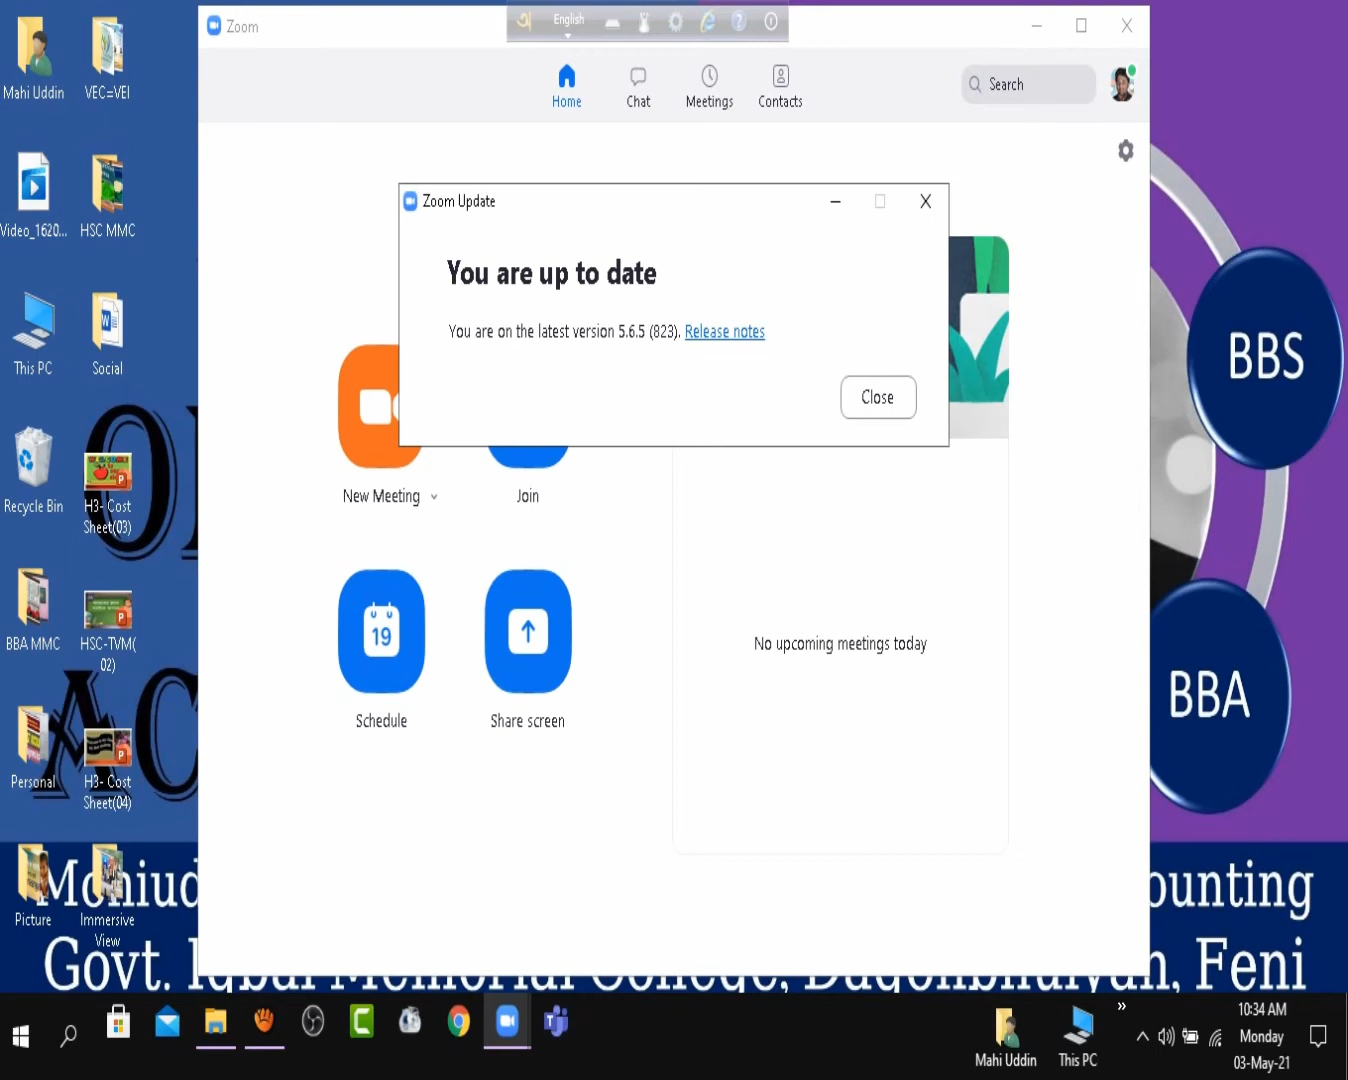 Zoom
English
Home
Chat
Meetings
Contacts
Search
Zoom Update
You are up to date
You are on the latest version 5.6.5 (823). Release notes
Close
New Meeting
Join
19
Schedule
Share screen
No upcoming meetings today
Mahi Uddin
VEC=VEI
Video_1620...
HSC MMC
This PC
Social
Recycle Bin
H3- Cost
Sheet(03)
BBA MMC
HSC-TVM(
02)
Personal
H3- Cost
Sheet(04)
Picture
Immersive
View
BBS
BBA
Govt. Iqbal Memorial College, Dagonbhuiyan, Feni
Mahi Uddin
This PC
10:34 AM
Monday
03-May-21